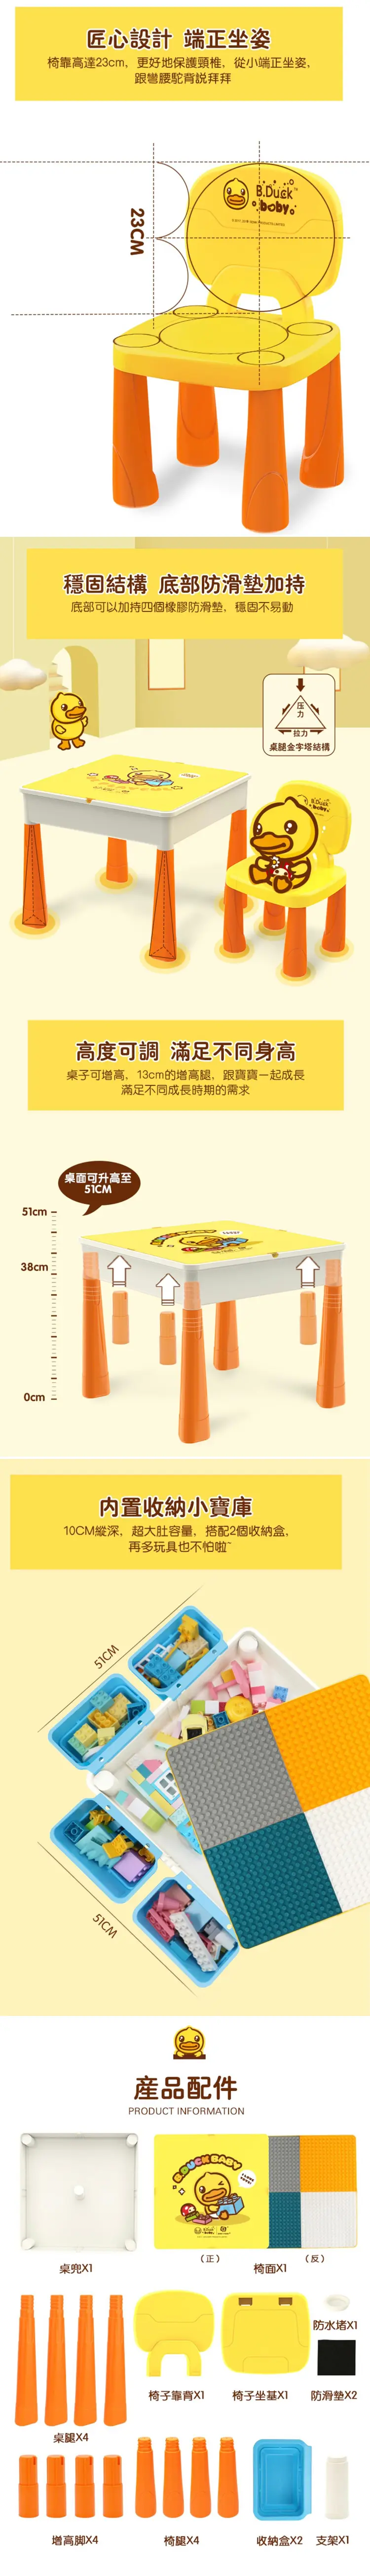 匠心設計 端正坐姿
椅靠高達23cm，更好地保護頸椎，從小端正坐姿，
跟彎腰駝背説拜拜
23CM
B.Duck™
baby
穩固結構 底部防滑墊加持
底部可以加持四個橡膠防滑墊，穩固不易動
压
力
拉力
桌腿金字塔結構
B.Duck
baby
高度可調 滿足不同身高
桌子可增高，13cm的增高腿，跟寶寶一起成長
滿足不同成長時期的需求
桌面可升高至
51CM
51cm
38cm
0cm
内置收納小寶庫
10CM縱深，超大肚容量，搭配2個收納盒，
再多玩具也不怕啦~
51CM
51CM
産品配件
PRODUCT INFORMATION
B.DUCK BABY
（正）
（反）
桌兜X1
椅面X1
防水堵X1
椅子靠背X1
椅子坐基X1
防滑墊X2
桌腿X4
增高脚X4
椅腿X4
收納盒X2
支架X1